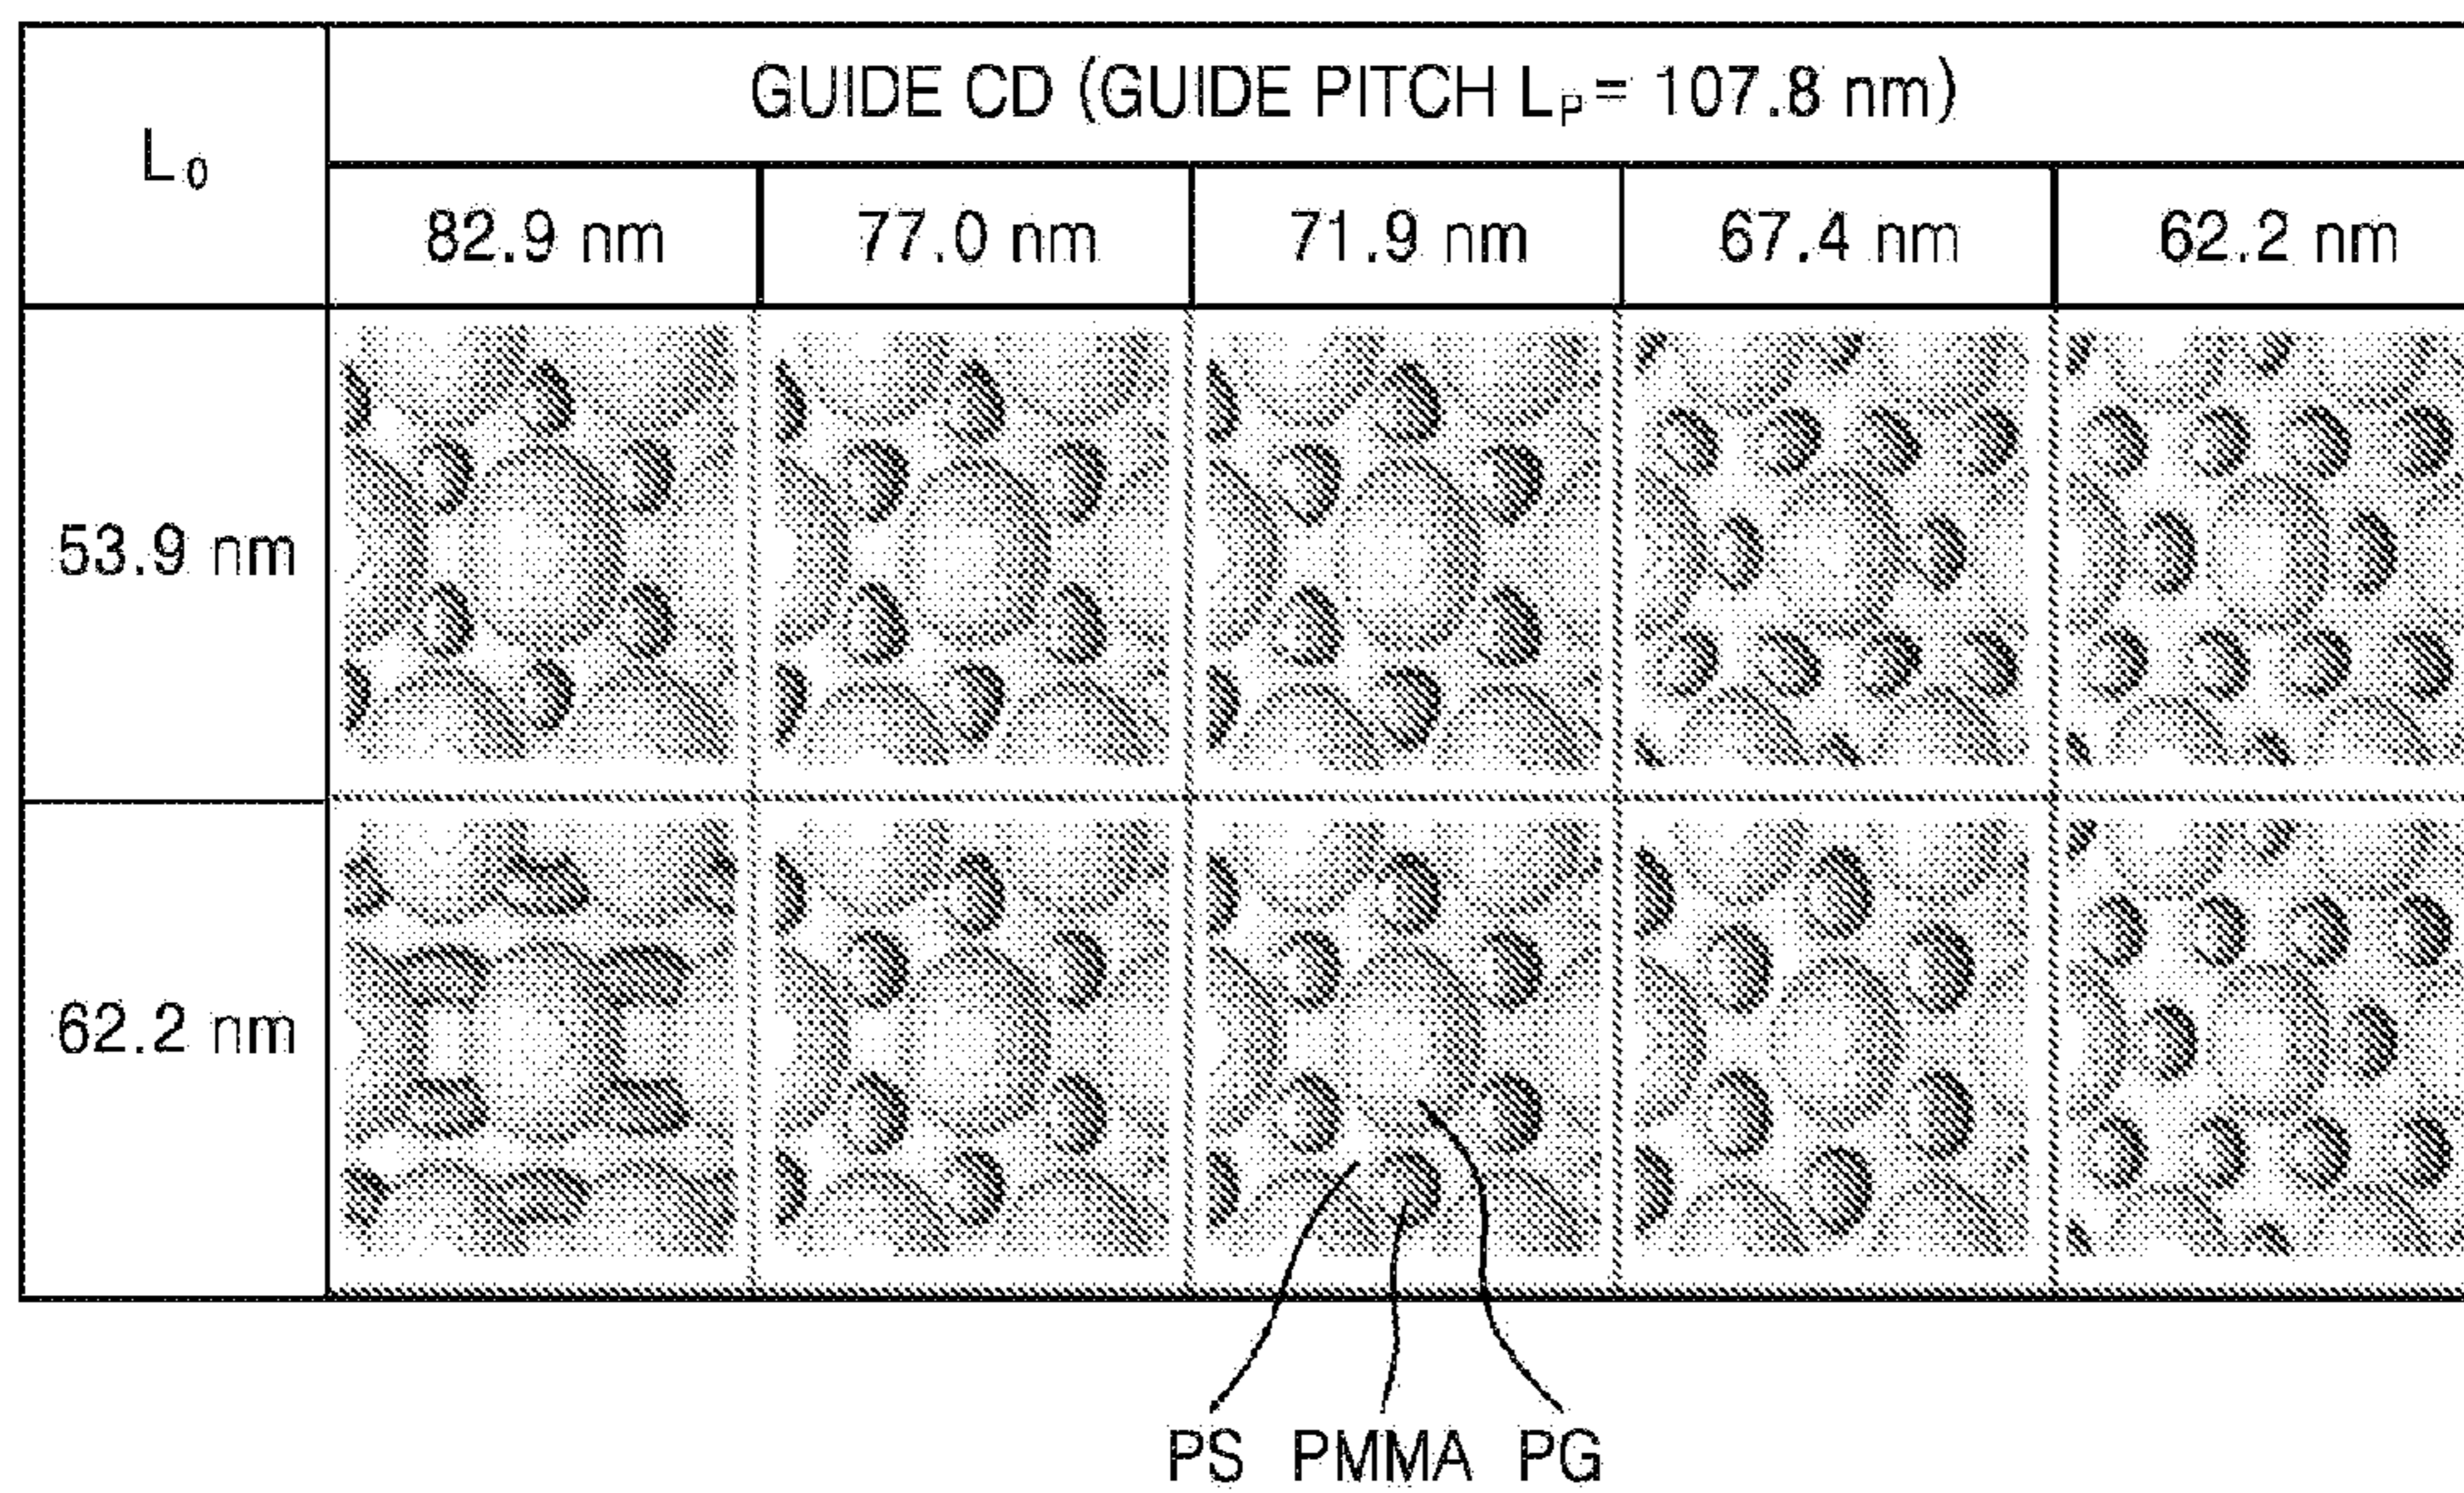 GUIDE CD (GUIDE PITCH Lₚ = 107.8 nm)
L₀
82.9 nm 77.0 nm 71.9 nm 67.4 nm 62.2 nm
53.9 nm
62.2 nm
PS PMMA PG